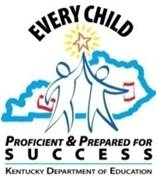 EVERY CHILD
PROFICIENT & PREPARED FOR
SUCCESS
KENTUCKY DEPARTMENT OF EDUCATION